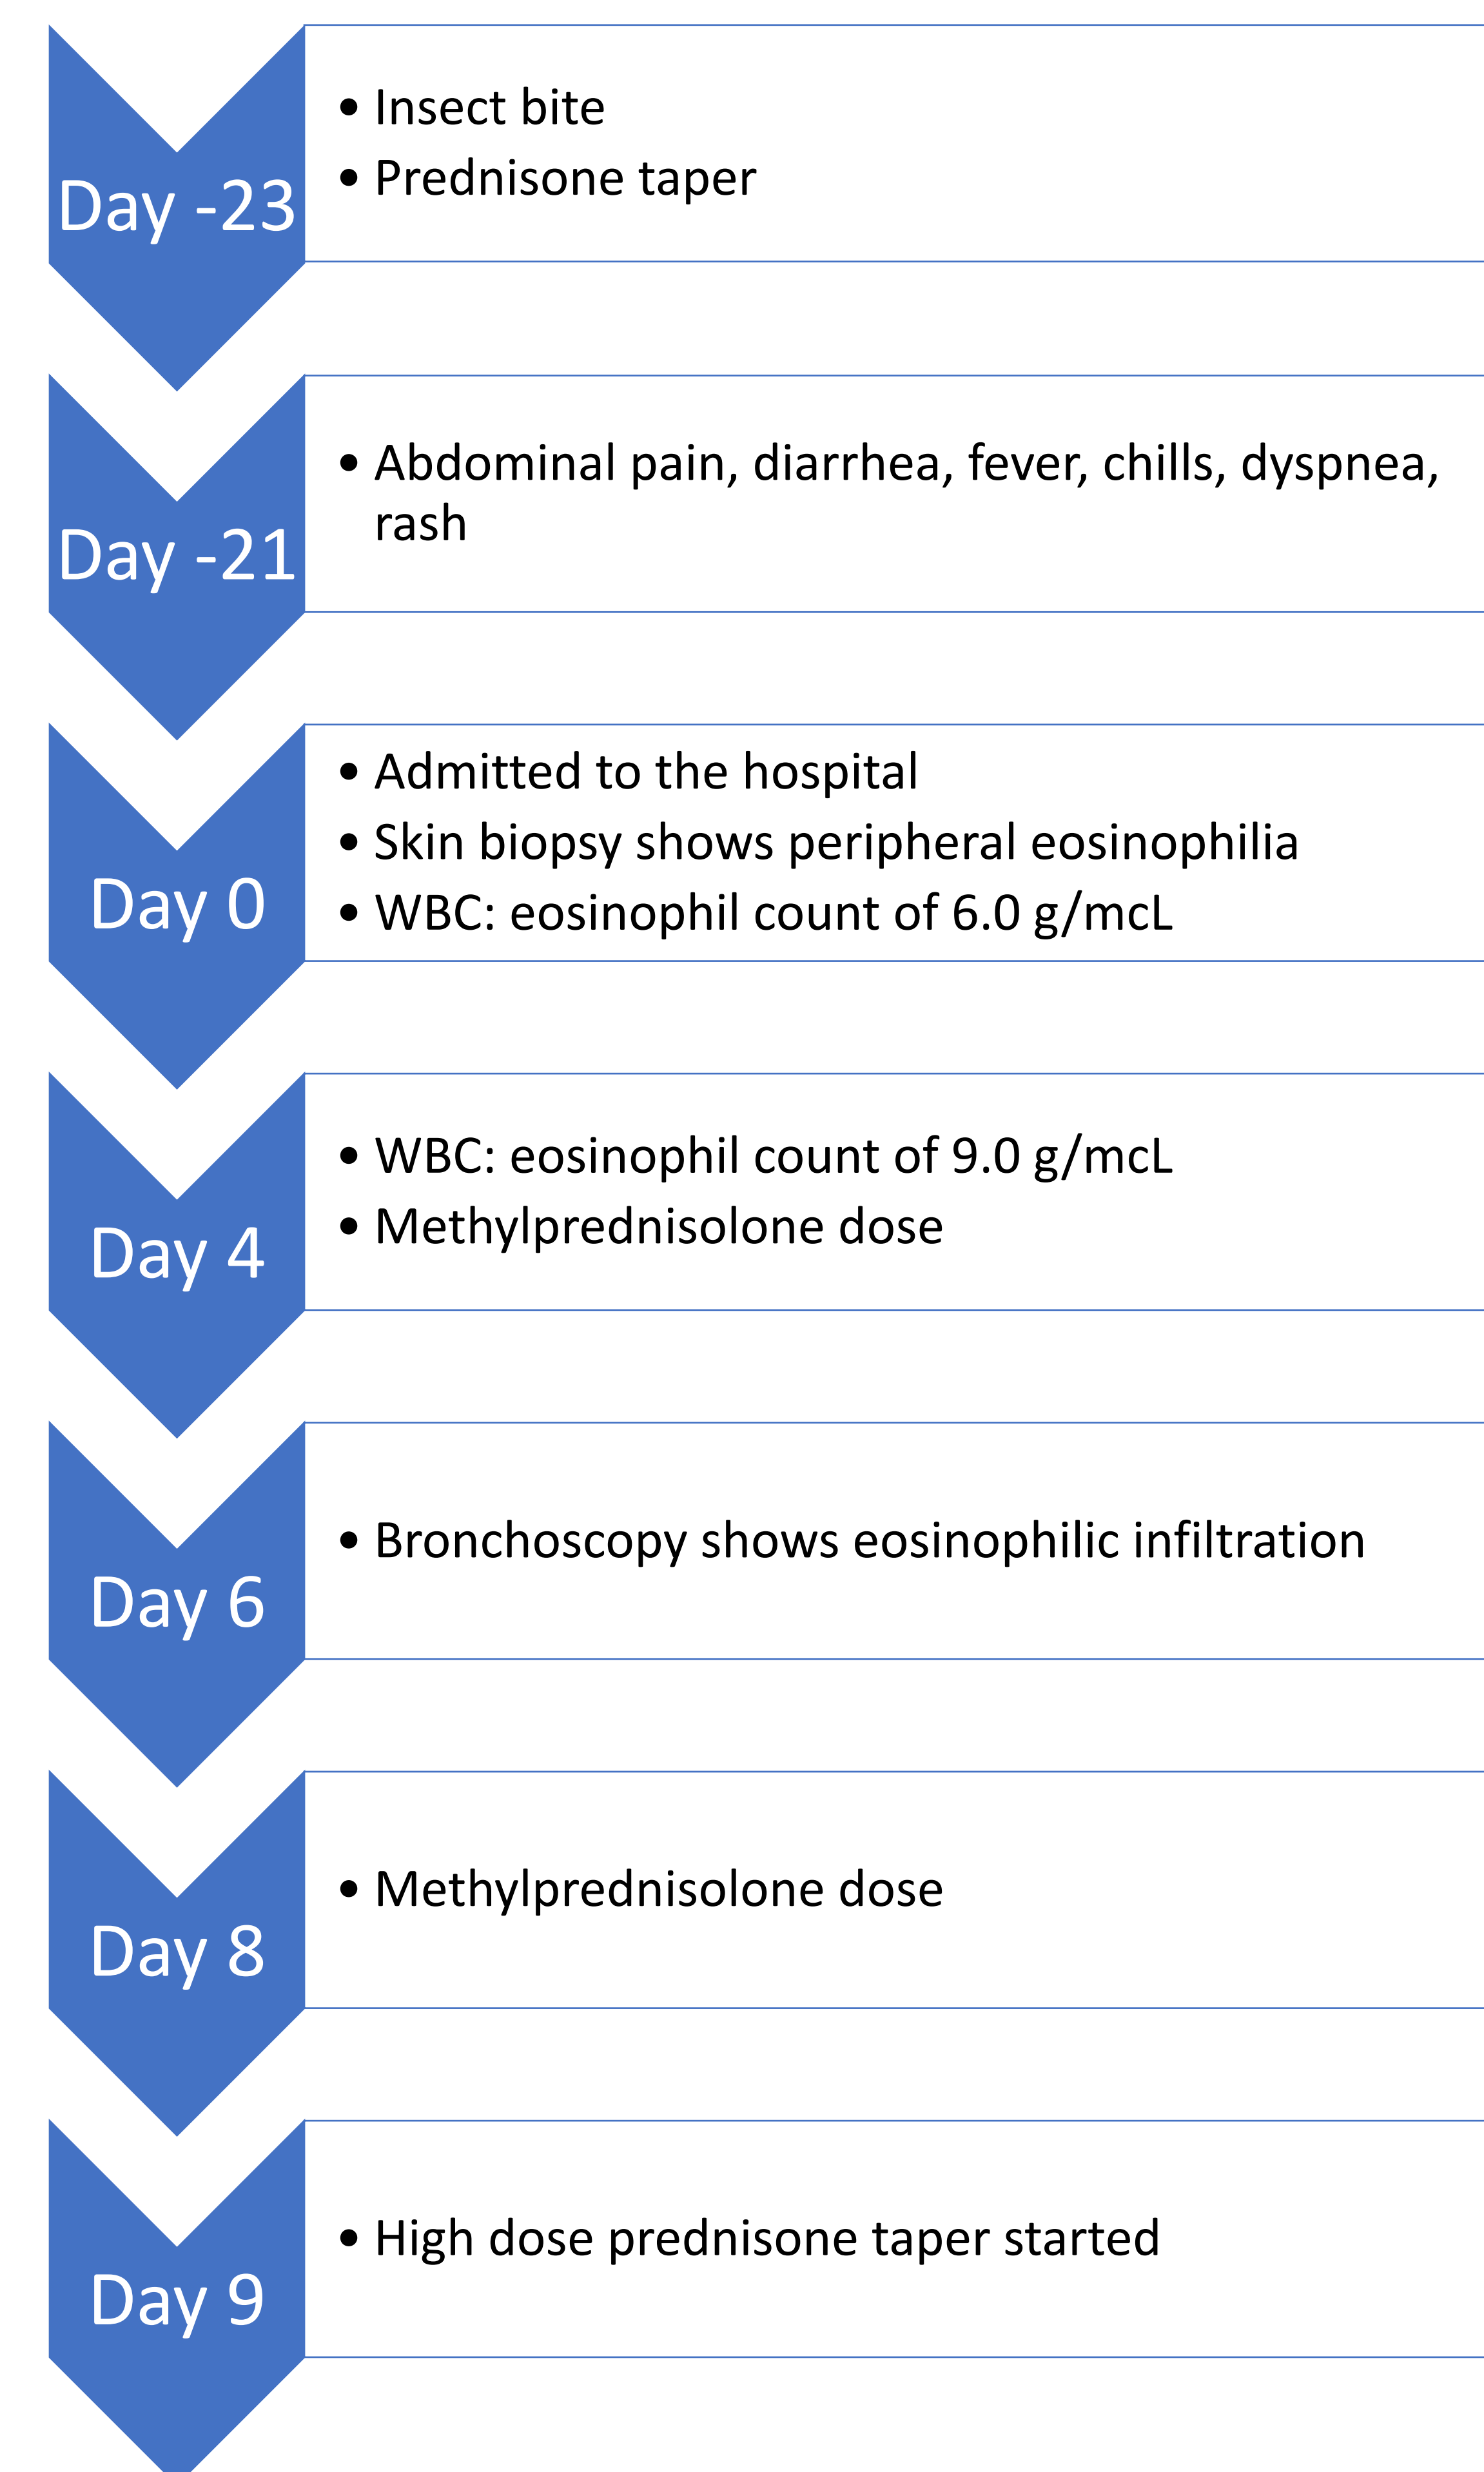 Day -23
• Insect bite
• Prednisone taper
Day -21
• Abdominal pain, diarrhea, fever, chills, dyspnea,
rash
Day 0
• Admitted to the hospital
• Skin biopsy shows peripheral eosinophilia
• WBC: eosinophil count of 6.0 g/mcL
Day 4
• WBC: eosinophil count of 9.0 g/mcL
• Methylprednisolone dose
Day 6
• Bronchoscopy shows eosinophilic infiltration
Day 8
• Methylprednisolone dose
Day 9
• High dose prednisone taper started